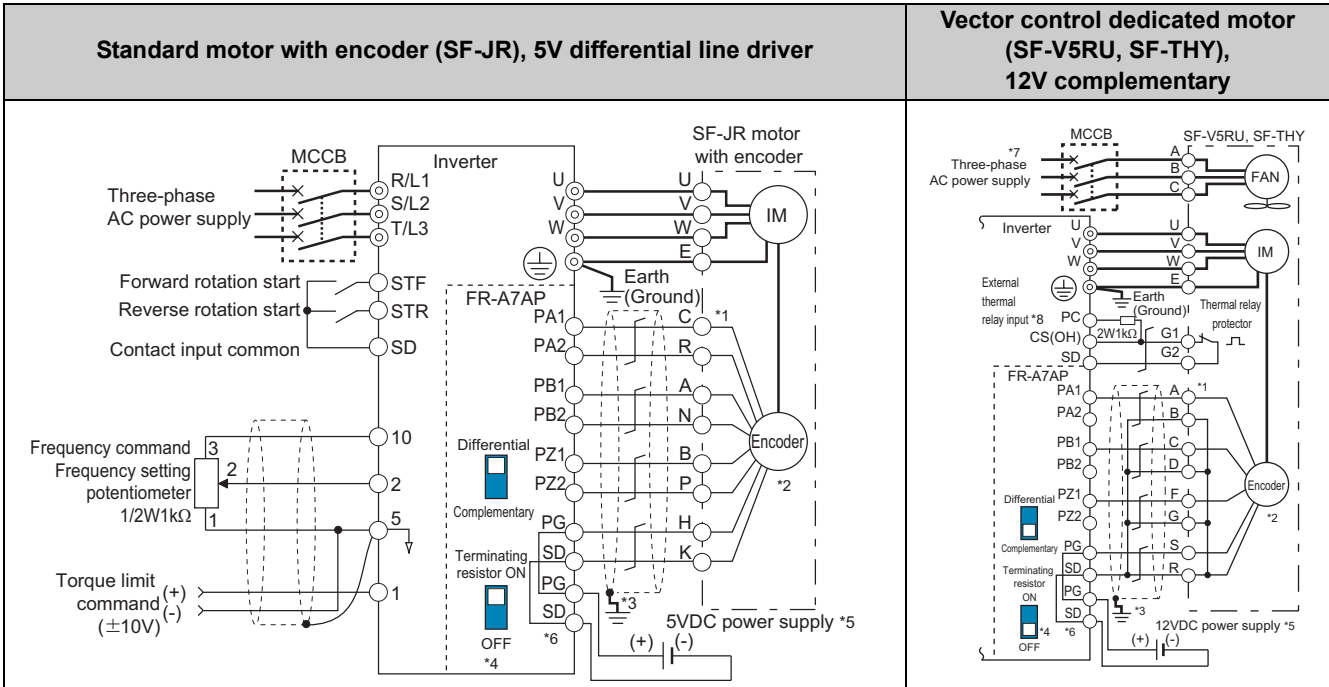 Standard motor with encoder (SF-JR), 5V differential line driver
Vector control dedicated motor
(SF-V5RU, SF-THY),
12V complementary
MCCB
Inverter
SF-JR motor
with encoder
Three-phase
AC power supply
R/L1
S/L2
T/L3
U
V
W
U
V
W
E
IM
Earth
(Ground)
Forward rotation start
Reverse rotation start
Contact input common
STF
STR
SD
FR-A7AP
PA1
PA2
PB1
PB2
PZ1
PZ2
PG
SD
PG
SD
C
R
A
N
B
P
H
K
*1
Encoder
*2
Differential
Complementary
Terminating
resistor ON
OFF
*4
*6
*3
5VDC power supply *5
(+)
(-)
Frequency command
Frequency setting
potentiometer
1/2W1kΩ
3
2
1
10
2
5
1
Torque limit
command
(±10V)
(+)
(-)
MCCB
SF-V5RU, SF-THY
*7
Three-phase
AC power supply
A
B
C
FAN
Inverter
U
V
W
U
V
W
E
IM
External
thermal
relay input *8
Earth
(Ground)
Thermal relay
protector
PC
CS(OH)
SD
2W1kΩ
G1
G2
FR-A7AP
PA1
PA2
PB1
PB2
PZ1
PZ2
PG
SD
PG
SD
A
B
C
D
F
G
S
R
*1
Encoder
*2
Differential
Complementary
Terminating
resistor
ON
*4
OFF
*6
*3
12VDC power supply *5
(+)
(-)